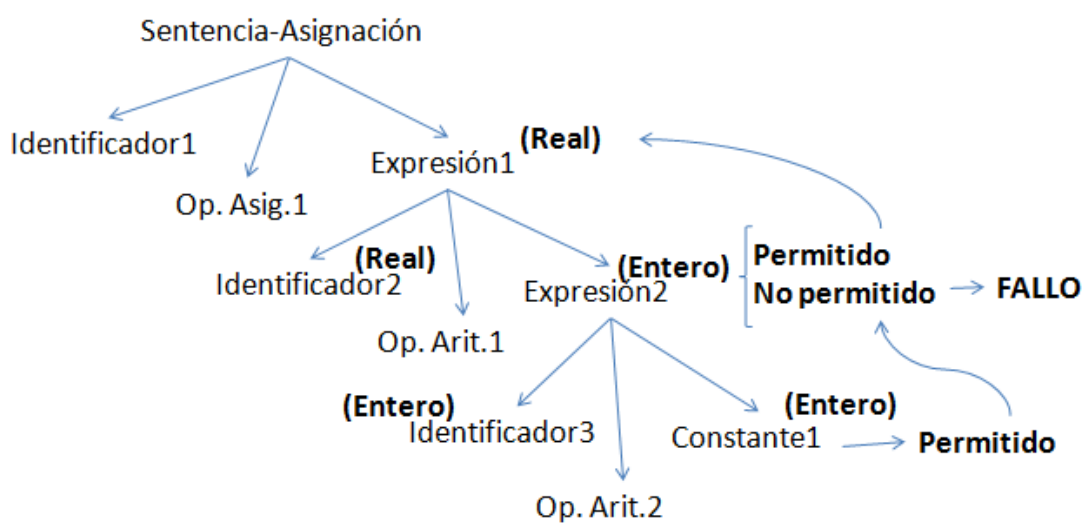 Sentencia-Asignación
Identificador1
Op. Asig.1
Expresión1
(Real)
Identificador2
(Real)
Op. Arit.1
Expresión2
(Entero)
Permitido
No permitido
FALLO
(Entero)
Identificador3
Op. Arit.2
Constante1
(Entero)
Permitido